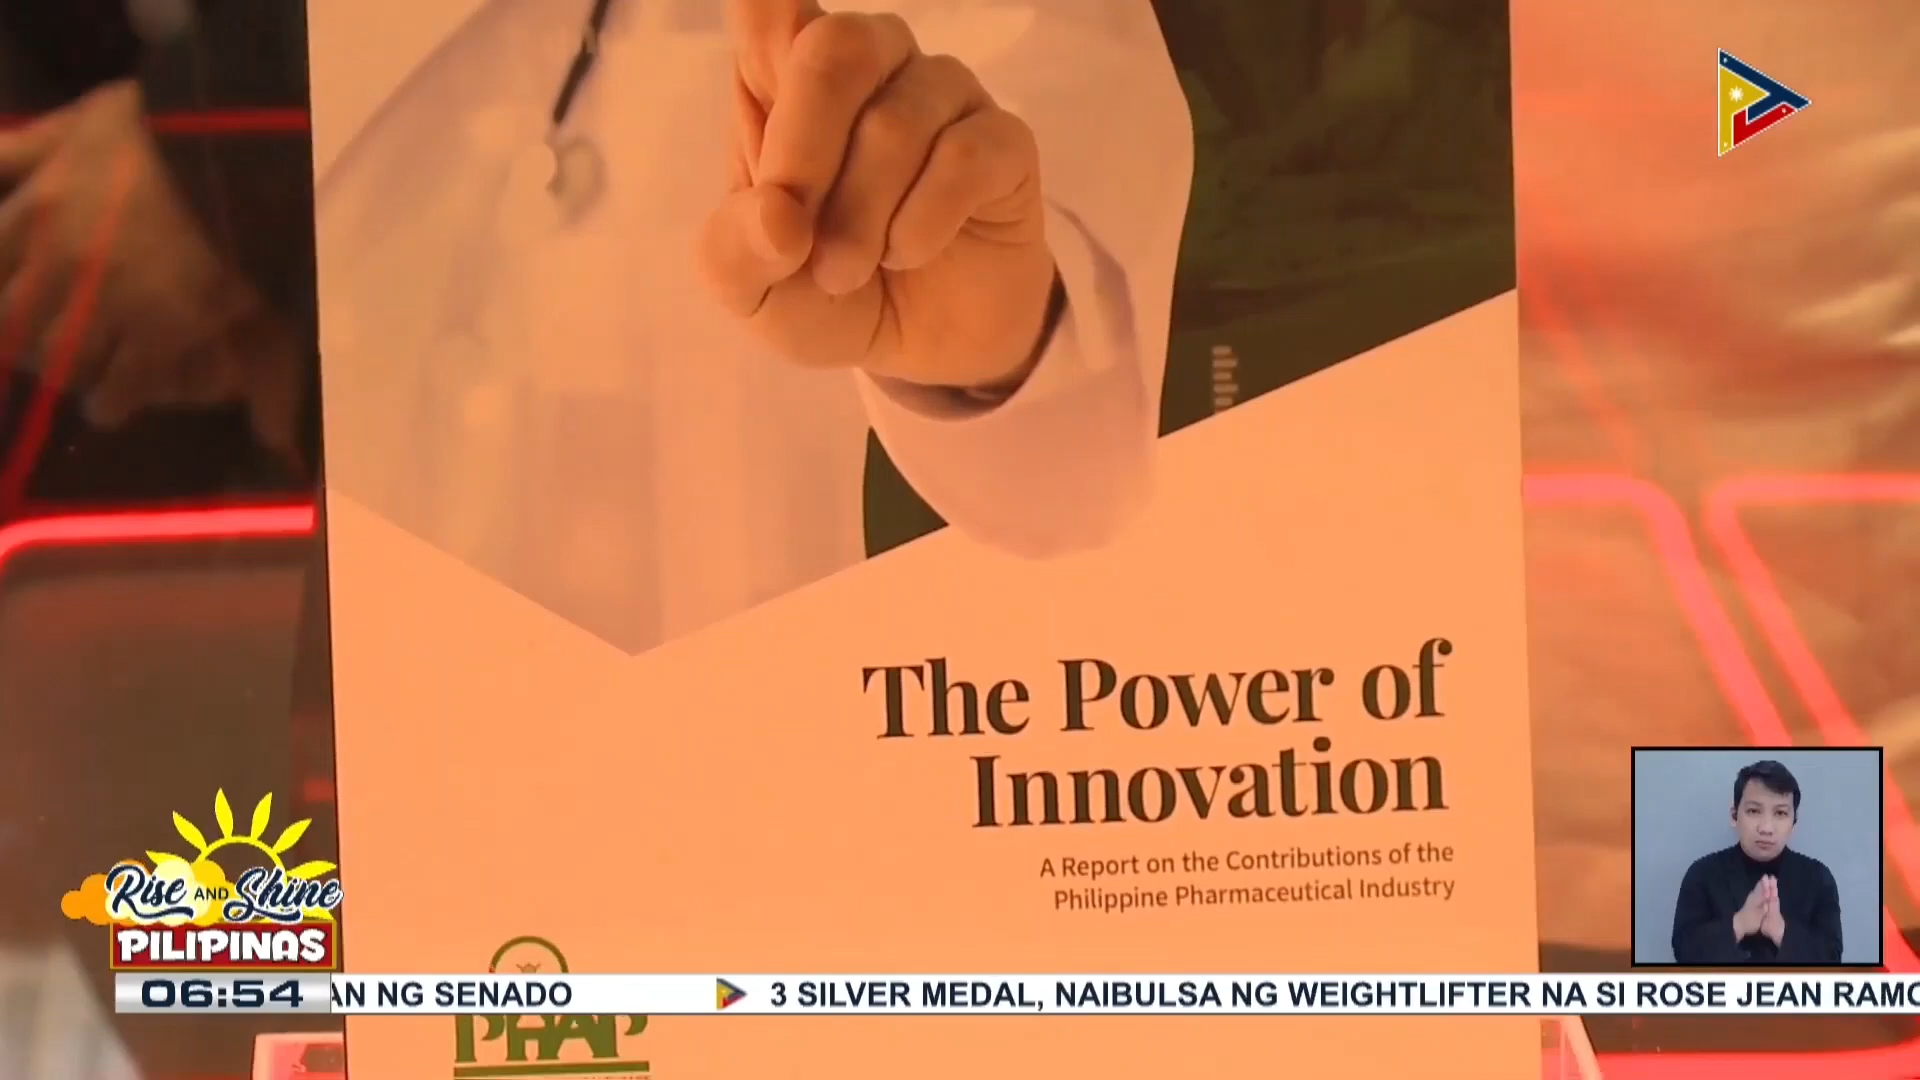 The Power of
Innovation
A Report on the Contributions of the
Philippine Pharmaceutical Industry
Rise AND Shine
PILIPINAS
06:54
AN NG SENADO
3 SILVER MEDAL, NAIBULSA NG WEIGHTLIFTER NA SI ROSE JEAN RAMO
PHAP